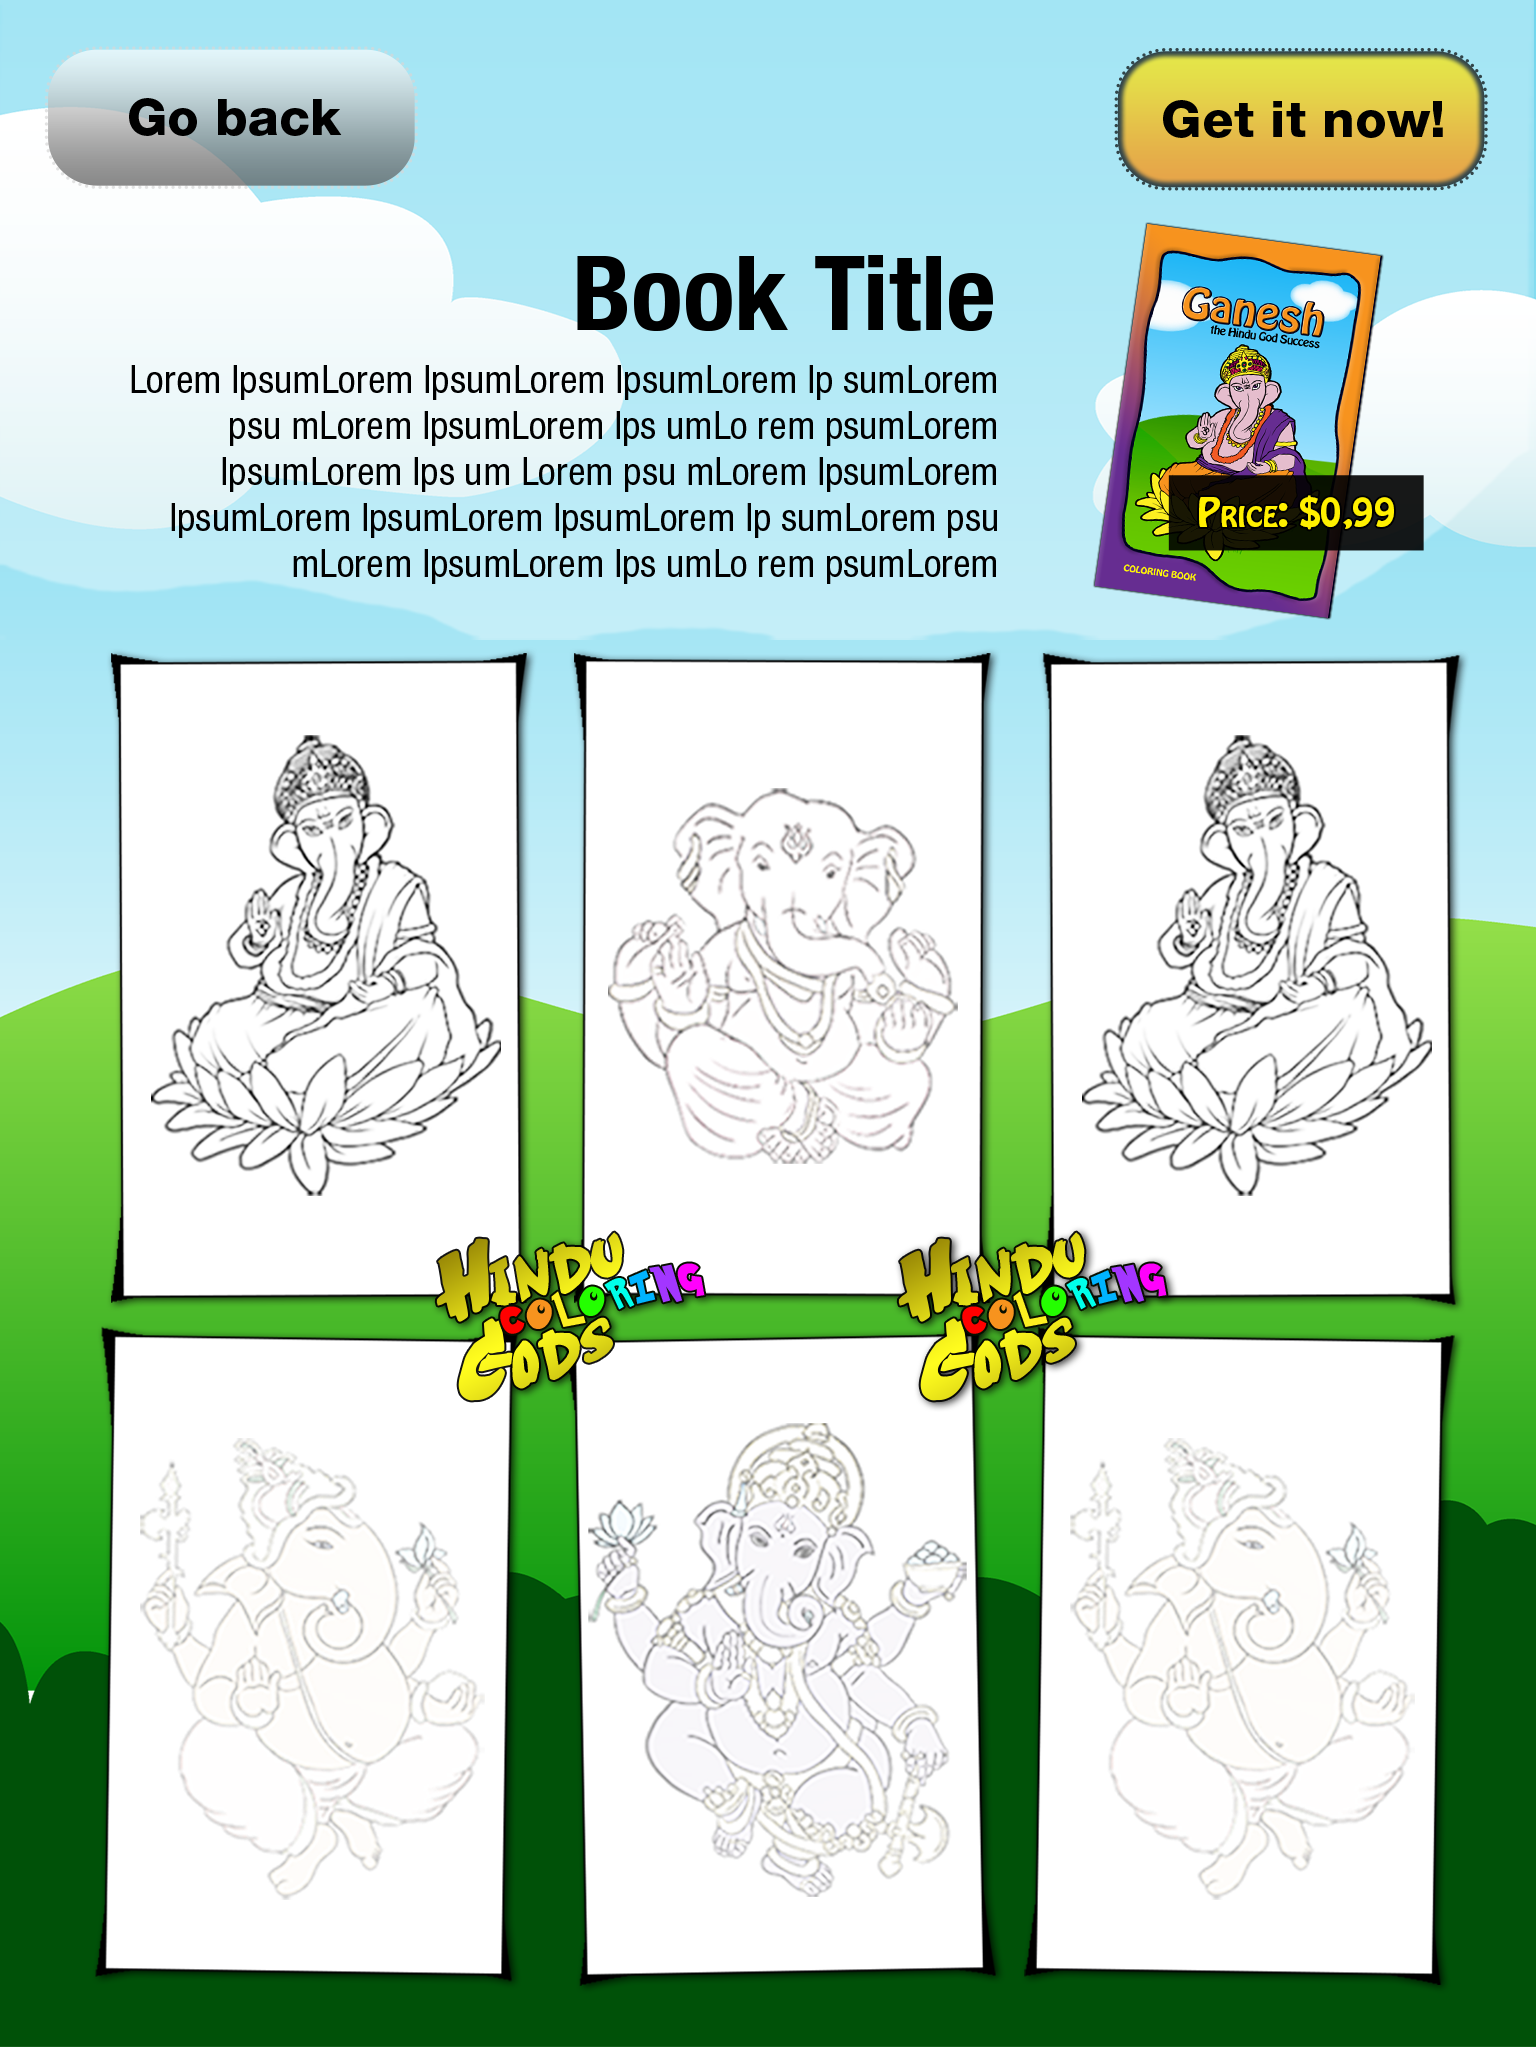 Go back
Get it now!
Book Title
Lorem IpsumLorem IpsumLorem IpsumLorem Ip sumLorem
psu mLorem IpsumLorem Ips umLo rem psumLorem
IpsumLorem Ips um Lorem psu mLorem IpsumLorem
IpsumLorem IpsumLorem IpsumLorem Ip sumLorem psu
mLorem IpsumLorem Ips umLo rem psumLorem
Ganesh
the Hindu God Success
Price: $0,99
COLORING BOOK
HINDU
COLORING
GODS
HINDU
COLORING
GODS